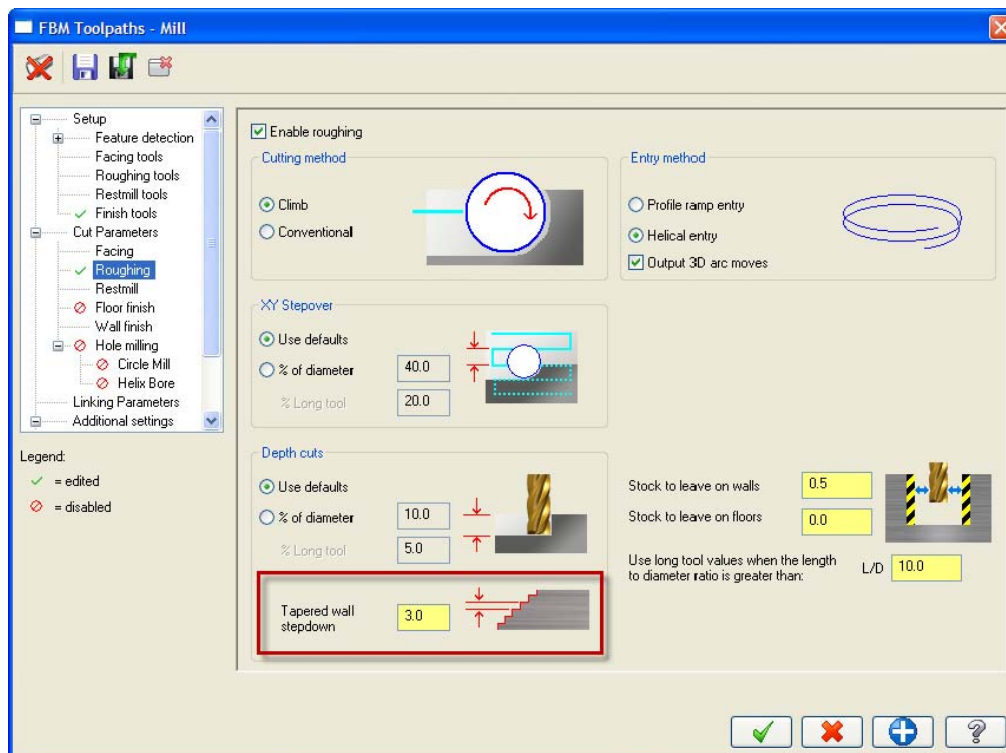 FBM Toolpaths - Mill
Setup
Feature detection
Facing tools
Roughing tools
Restmill tools
Finish tools
Cut Parameters
Facing
Roughing
Restmill
Floor finish
Wall finish
Hole milling
Circle Mill
Helix Bore
Linking Parameters
Additional settings
Legend:
= edited
= disabled
Enable roughing
Cutting method
Climb
Conventional
Entry method
Profile ramp entry
Helical entry
Output 3D arc moves
XY Stepover
Use defaults
% of diameter 40.0
% Long tool 20.0
Depth cuts
Use defaults
% of diameter 10.0
% Long tool 5.0
Tapered wall
stepdown 3.0
Stock to leave on walls 0.5
Stock to leave on floors 0.0
Use long tool values when the length
to diameter ratio is greater than: L/D 10.0